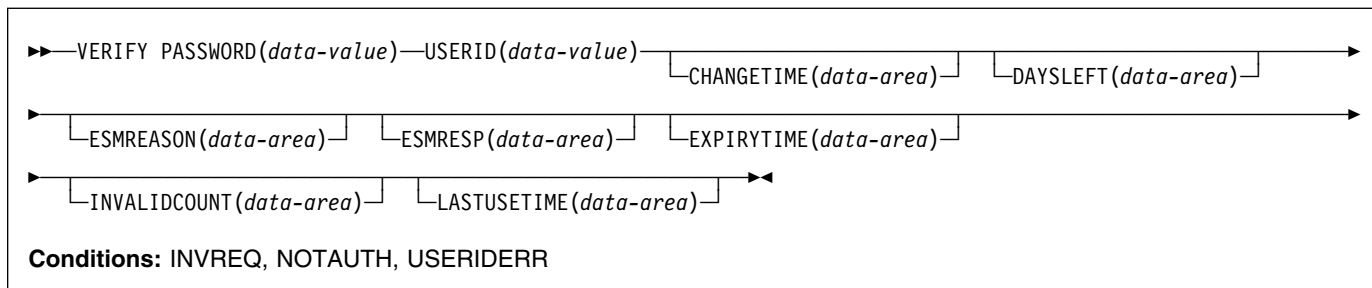 VERIFY PASSWORD(data-value) USERID(data-value)
CHANGETIME(data-area) DAYSLEFT(data-area)
ESMREASON(data-area) ESMRESP(data-area) EXPIRYTIME(data-area)
INVALIDCOUNT(data-area) LASTUSETIME(data-area)
Conditions: INVREQ, NOTAUTH, USERIDERR